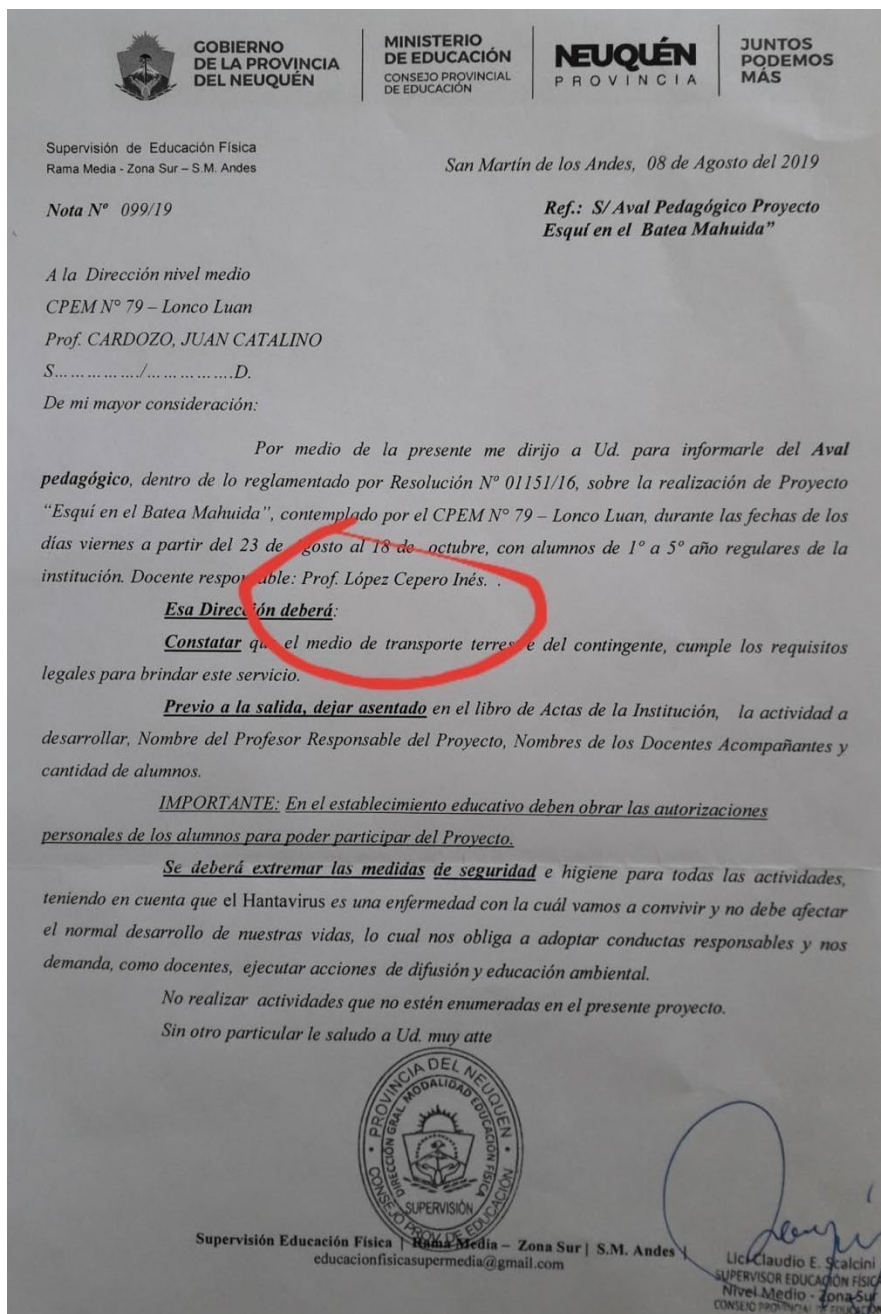 GOBIERNO
DE LA PROVINCIA
DEL NEUQUÉN
MINISTERIO
DE EDUCACIÓN
CONSEJO PROVINCIAL
DE EDUCACIÓN
NEUQUÉN
PROVINCIA
JUNTOS
PODEMOS
MÁS
Supervisión de Educación Física
Rama Media - Zona Sur – S.M. Andes
San Martín de los Andes, 08 de Agosto del 2019
Nota Nº 099/19
Ref.: S/ Aval Pedagógico Proyecto
Esquí en el Batea Mahuida”
A la Dirección nivel medio
CPEM N° 79 – Lonco Luan
Prof. CARDOZO, JUAN CATALINO
S……………./…………….D.
De mi mayor consideración:
Por medio de la presente me dirijo a Ud. para informarle del Aval
pedagógico, dentro de lo reglamentado por Resolución N° 01151/16, sobre la realización de Proyecto
“Esquí en el Batea Mahuida”, contemplado por el CPEM N° 79 – Lonco Luan, durante las fechas de los
días viernes a partir del 23 de Agosto al 18 de octubre, con alumnos de 1º a 5º año regulares de la
institución. Docente responsable: Prof. López Cepero Inés. .
Esa Dirección deberá:
Constatar que el medio de transporte terrestre del contingente, cumple los requisitos
legales para brindar este servicio.
Previo a la salida, dejar asentado en el libro de Actas de la Institución, la actividad a
desarrollar, Nombre del Profesor Responsable del Proyecto, Nombres de los Docentes Acompañantes y
cantidad de alumnos.
IMPORTANTE: En el establecimiento educativo deben obrar las autorizaciones
personales de los alumnos para poder participar del Proyecto.
Se deberá extremar las medidas de seguridad e higiene para todas las actividades,
teniendo en cuenta que el Hantavirus es una enfermedad con la cuál vamos a convivir y no debe afectar
el normal desarrollo de nuestras vidas, lo cual nos obliga a adoptar conductas responsables y nos
demanda, como docentes, ejecutar acciones de difusión y educación ambiental.
No realizar actividades que no estén enumeradas en el presente proyecto.
Sin otro particular le saludo a Ud. muy atte
PROVINCIA DEL NEUQUEN
DIRECCIÓN GRAL. MODALIDAD EDUCACIÓN FÍSICA
SUPERVISIÓN
CONSEJO PROV. DE EDUCACIÓN
Supervisión Educación Física | Rama Media – Zona Sur | S.M. Andes |
educacionfisicasupermedia@gmail.com
Lic. Claudio E. Scalcini
SUPERVISOR EDUCACIÓN FÍSICA
Nivel Medio - Zona Sur
CONSEJO PROVINCIAL DE EDUCACIÓN